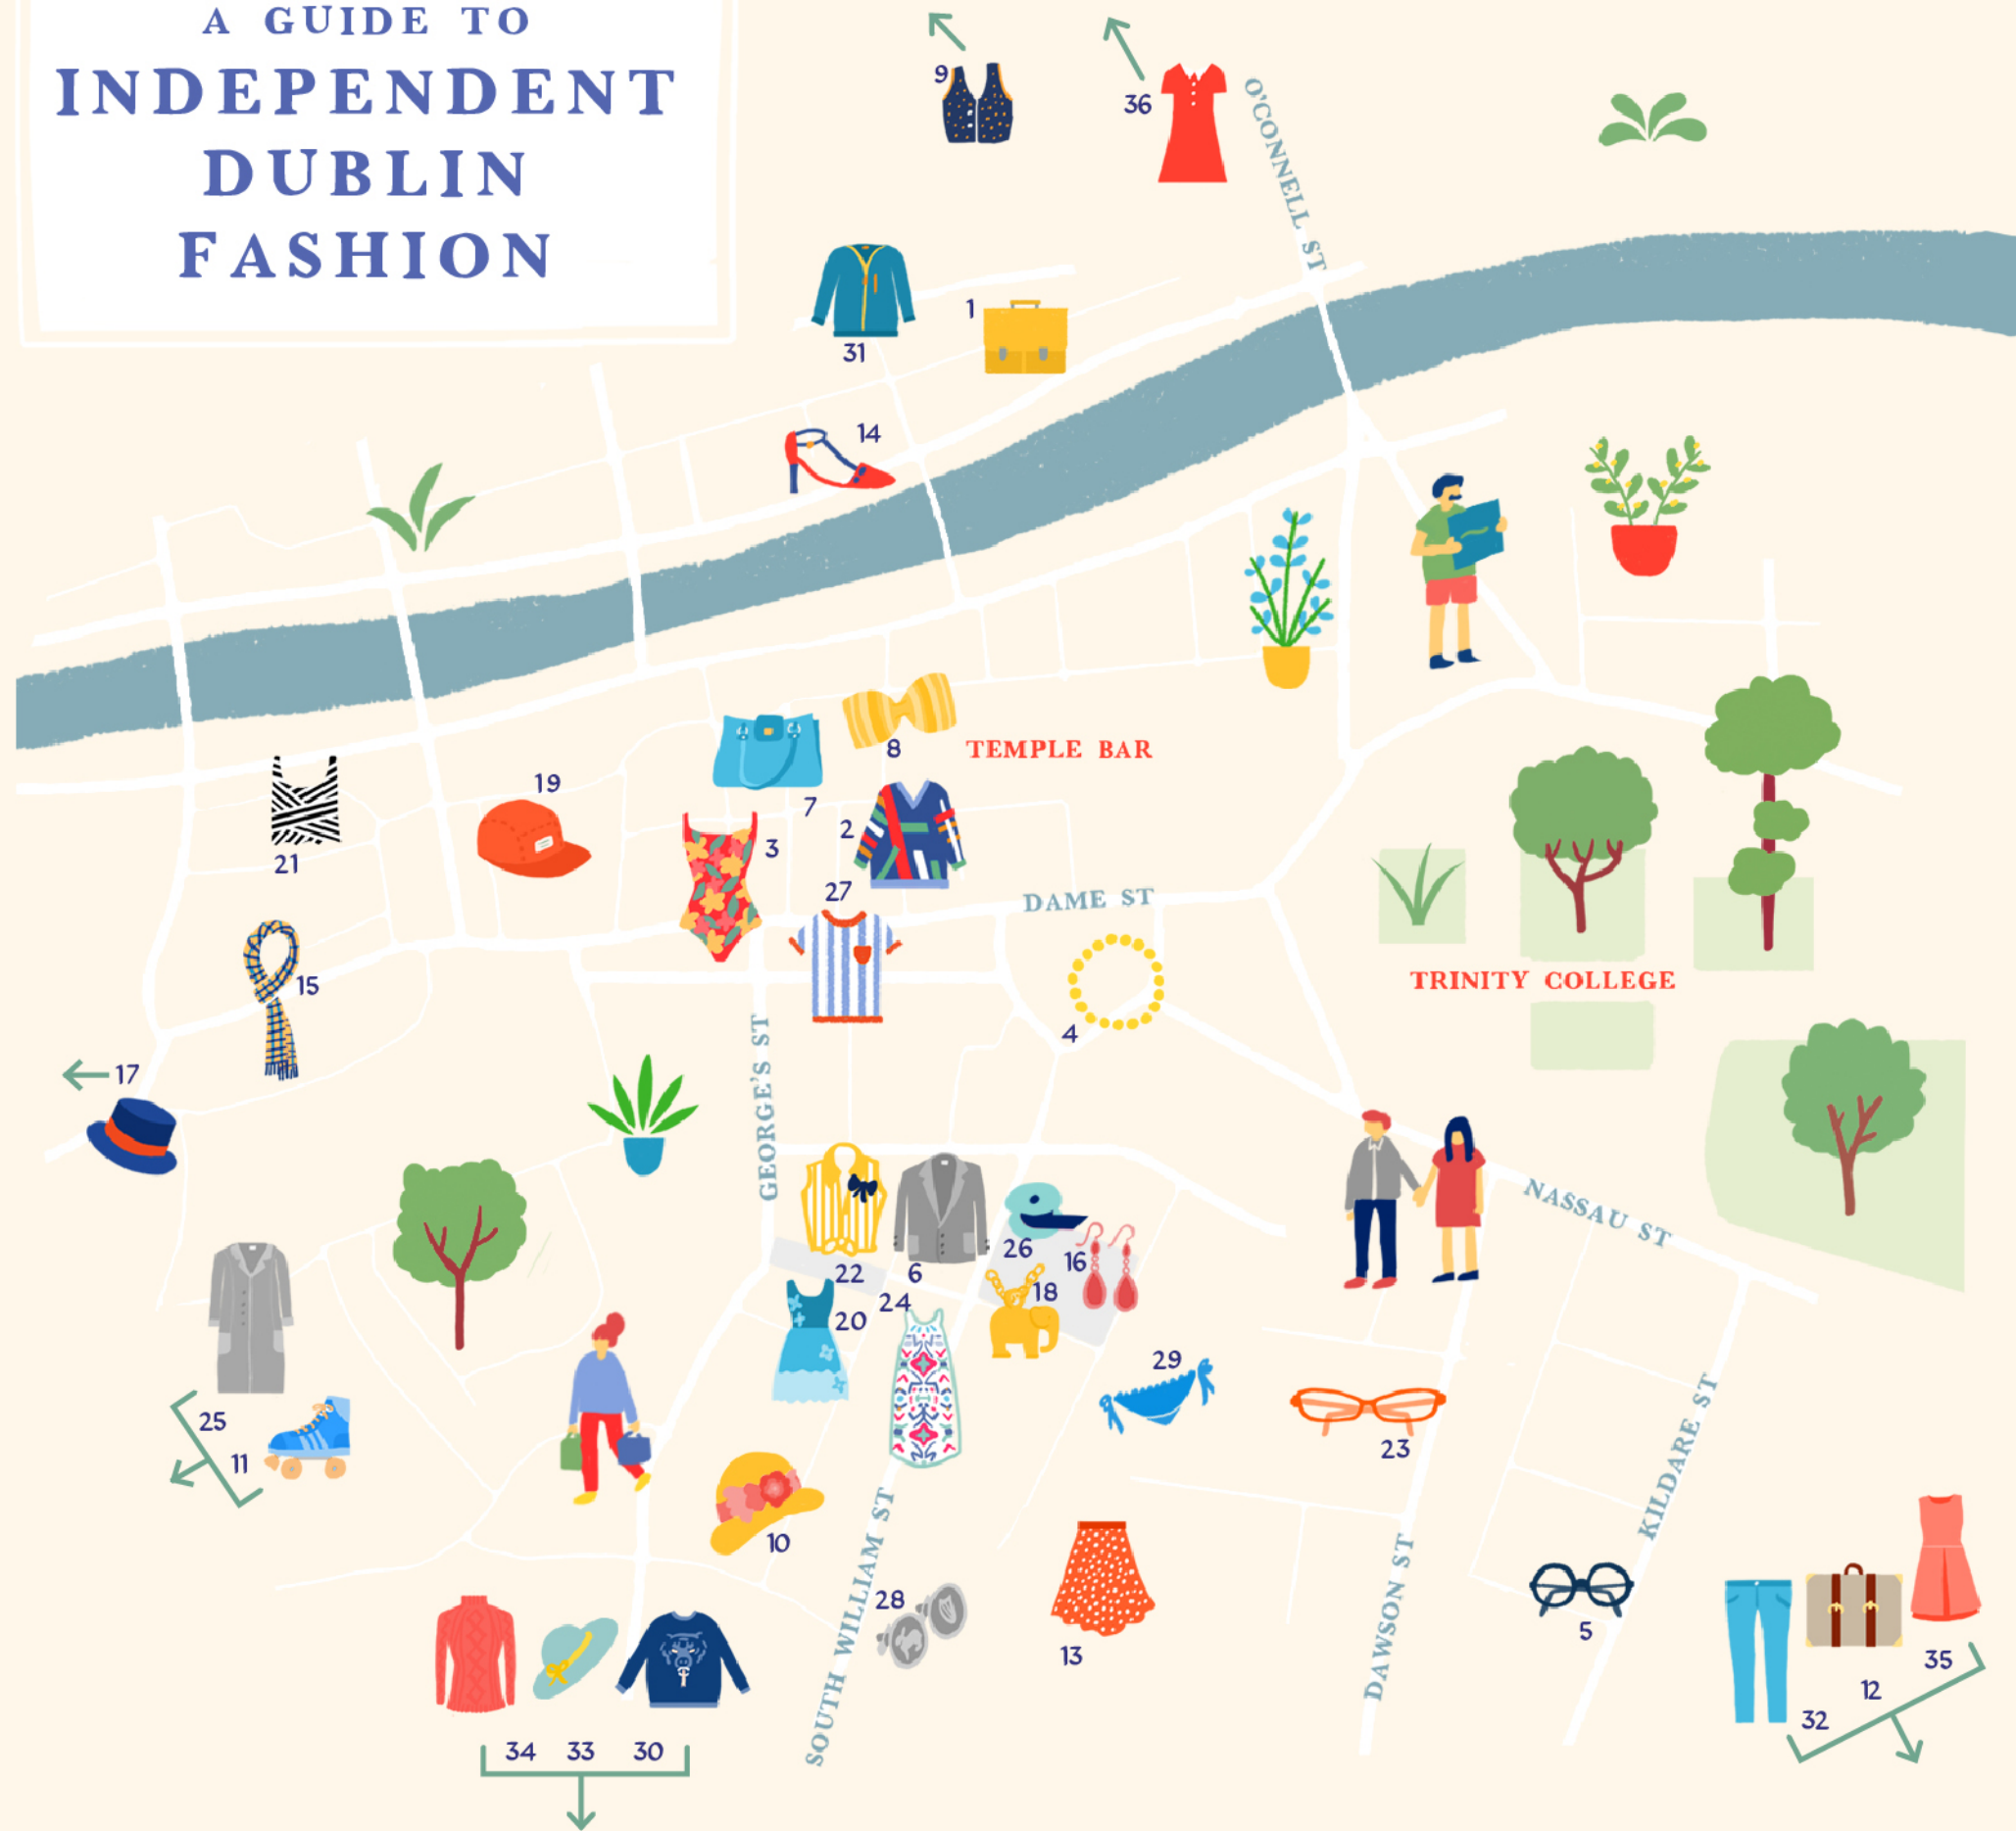 A GUIDE TO
INDEPENDENT
DUBLIN
FASHION
9
36
O'CONNELL ST
31
1
14
8
TEMPLE BAR
19
7
2
3
21
27
DAME ST
15
TRINITY COLLEGE
4
17
GEORGE'S ST
NASSAU ST
26
16
22
6
18
24
20
29
25
11
23
KILDARE ST
10
SOUTH WILLIAM ST
28
DAWSON ST
5
13
35
12
32
34 33 30